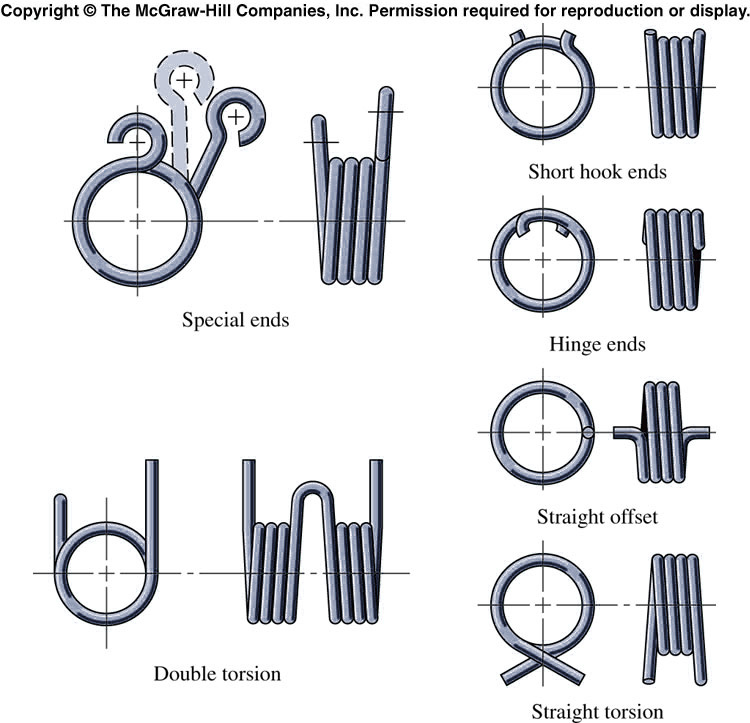 Copyright © The McGraw-Hill Companies, Inc. Permission required for reproduction or display.
Special ends
Short hook ends
Hinge ends
Straight offset
Double torsion
Straight torsion